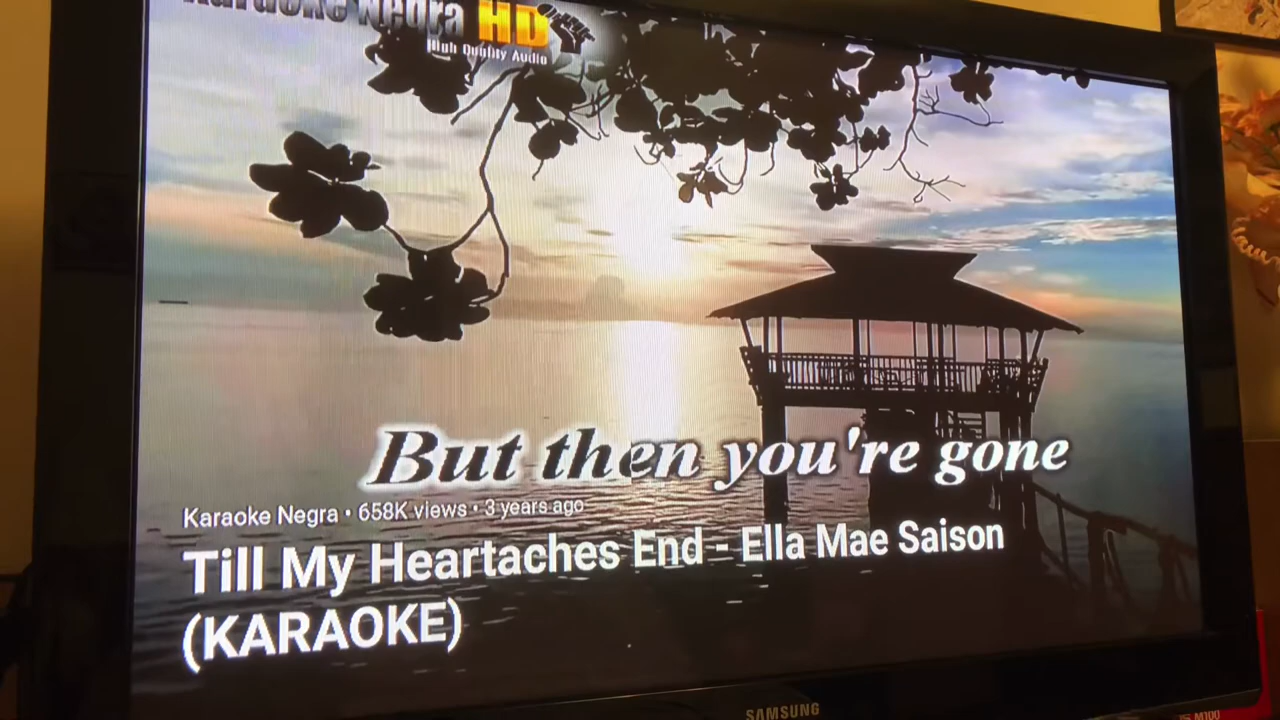 Karaoke Negra HD
High Quality Audio
But then you're gone
Karaoke Negra • 658K views • 3 years ago
Till My Heartaches End - Ella Mae Saison
(KARAOKE)
SAMSUNG